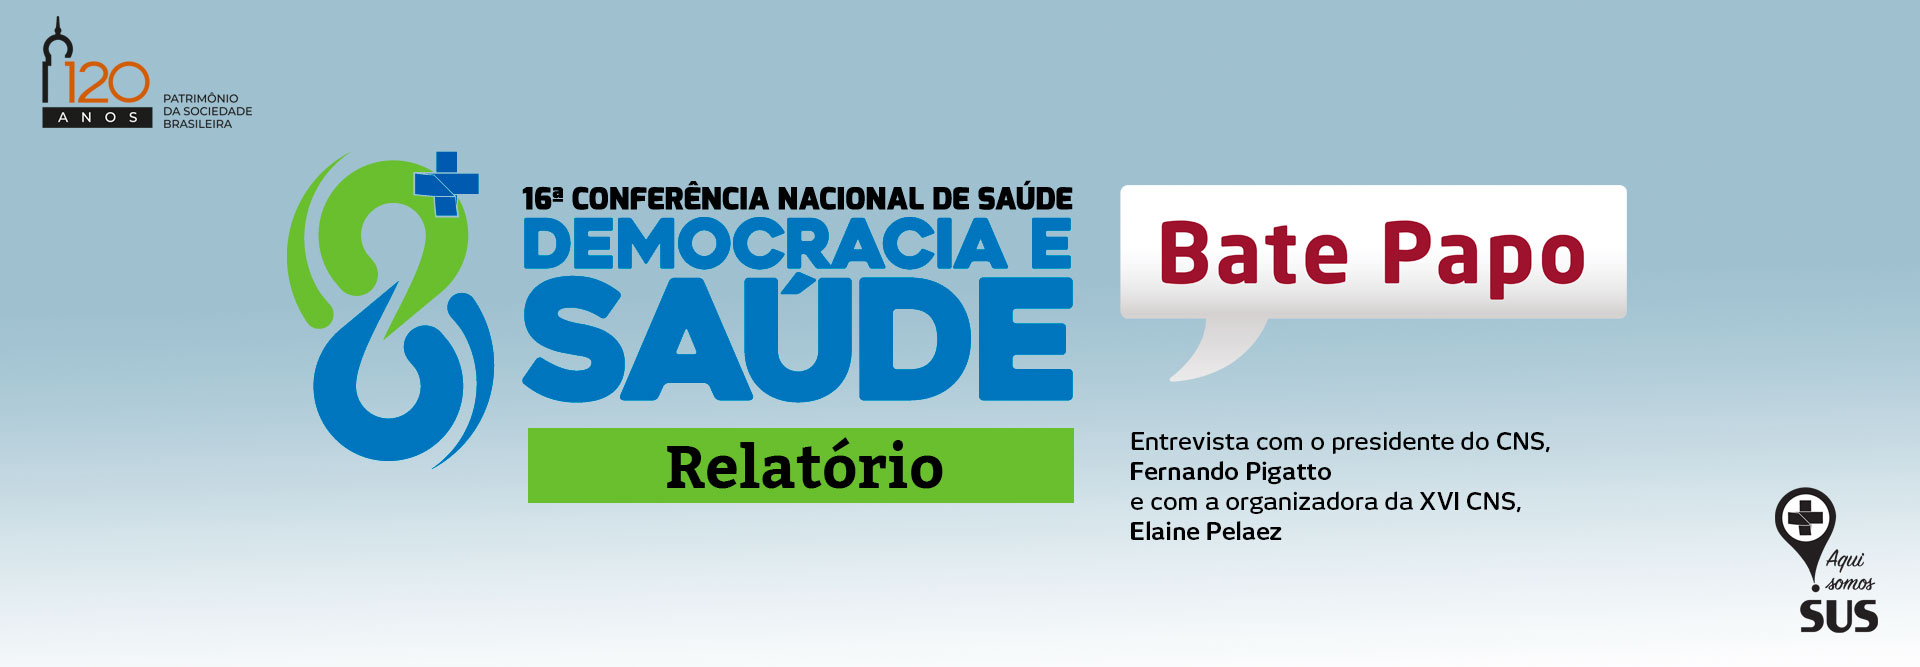 120
ANOS
PATRIMÔNIO
DA SOCIEDADE
BRASILEIRA
16ª CONFERÊNCIA NACIONAL DE SAÚDE
DEMOCRACIA E
SAÚDE
Relatório
Bate Papo
Entrevista com o presidente do CNS,
Fernando Pigatto
e com a organizadora da XVI CNS,
Elaine Pelaez
Aqui
somos
SUS